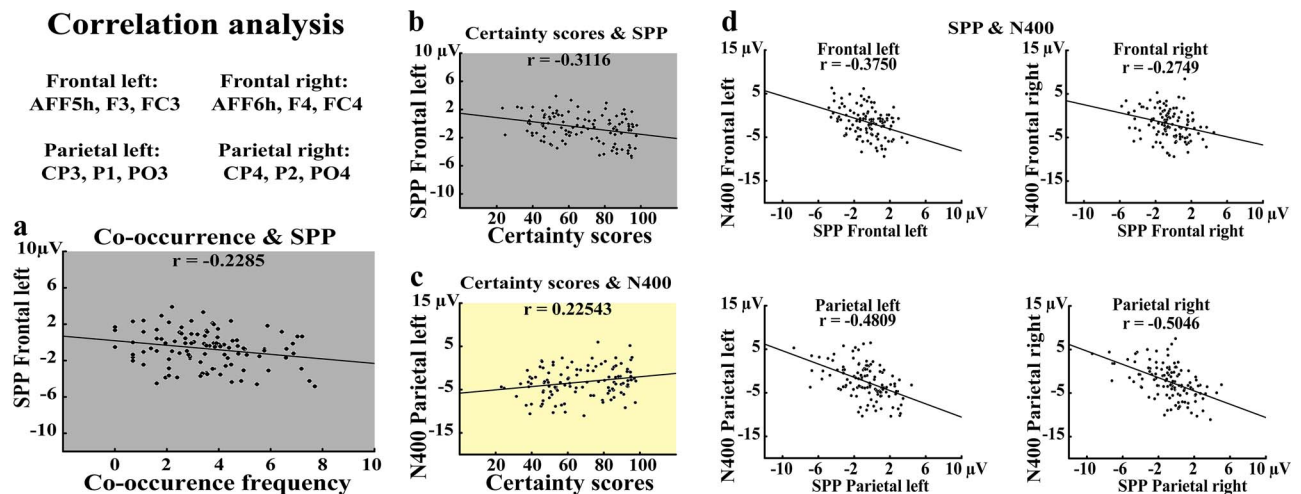 Correlation analysis
Frontal left:
AFF5h, F3, FC3
Frontal right:
AFF6h, F4, FC4
Parietal left:
CP3, P1, PO3
Parietal right:
CP4, P2, PO4
a
Co-occurrence & SPP
r = -0.2285
10µV
6
2
-2
-6
-12
SPP Frontal left
0 2 4 6 8 10
Co-occurence frequency
b
Certainty scores & SPP
r = -0.3116
10 µV
6
2
-2
-6
-12
SPP Frontal left
20 40 60 80 100
Certainty scores
c
Certainty scores & N400
r = 0.22543
15 µV
5
-5
-15
N400 Parietal left
20 40 60 80 100
Certainty scores
d
SPP & N400
Frontal left
r = -0.3750
15 µV
5
-5
-15
N400 Frontal left
-10 -6 -2 2 6 10 µV
SPP Frontal left
Frontal right
r = -0.2749
15 µV
5
-5
-15
N400 Frontal right
-10 -6 -2 2 6 10 µV
SPP Frontal right
Parietal left
r = -0.4809
15 µV
5
-5
-15
N400 Parietal left
-10 -6 -2 2 6 10 µV
SPP Parietal left
Parietal right
r = -0.5046
15 µV
5
-5
-15
N400 Parietal right
-10 -6 -2 2 6 10 µV
SPP Parietal right